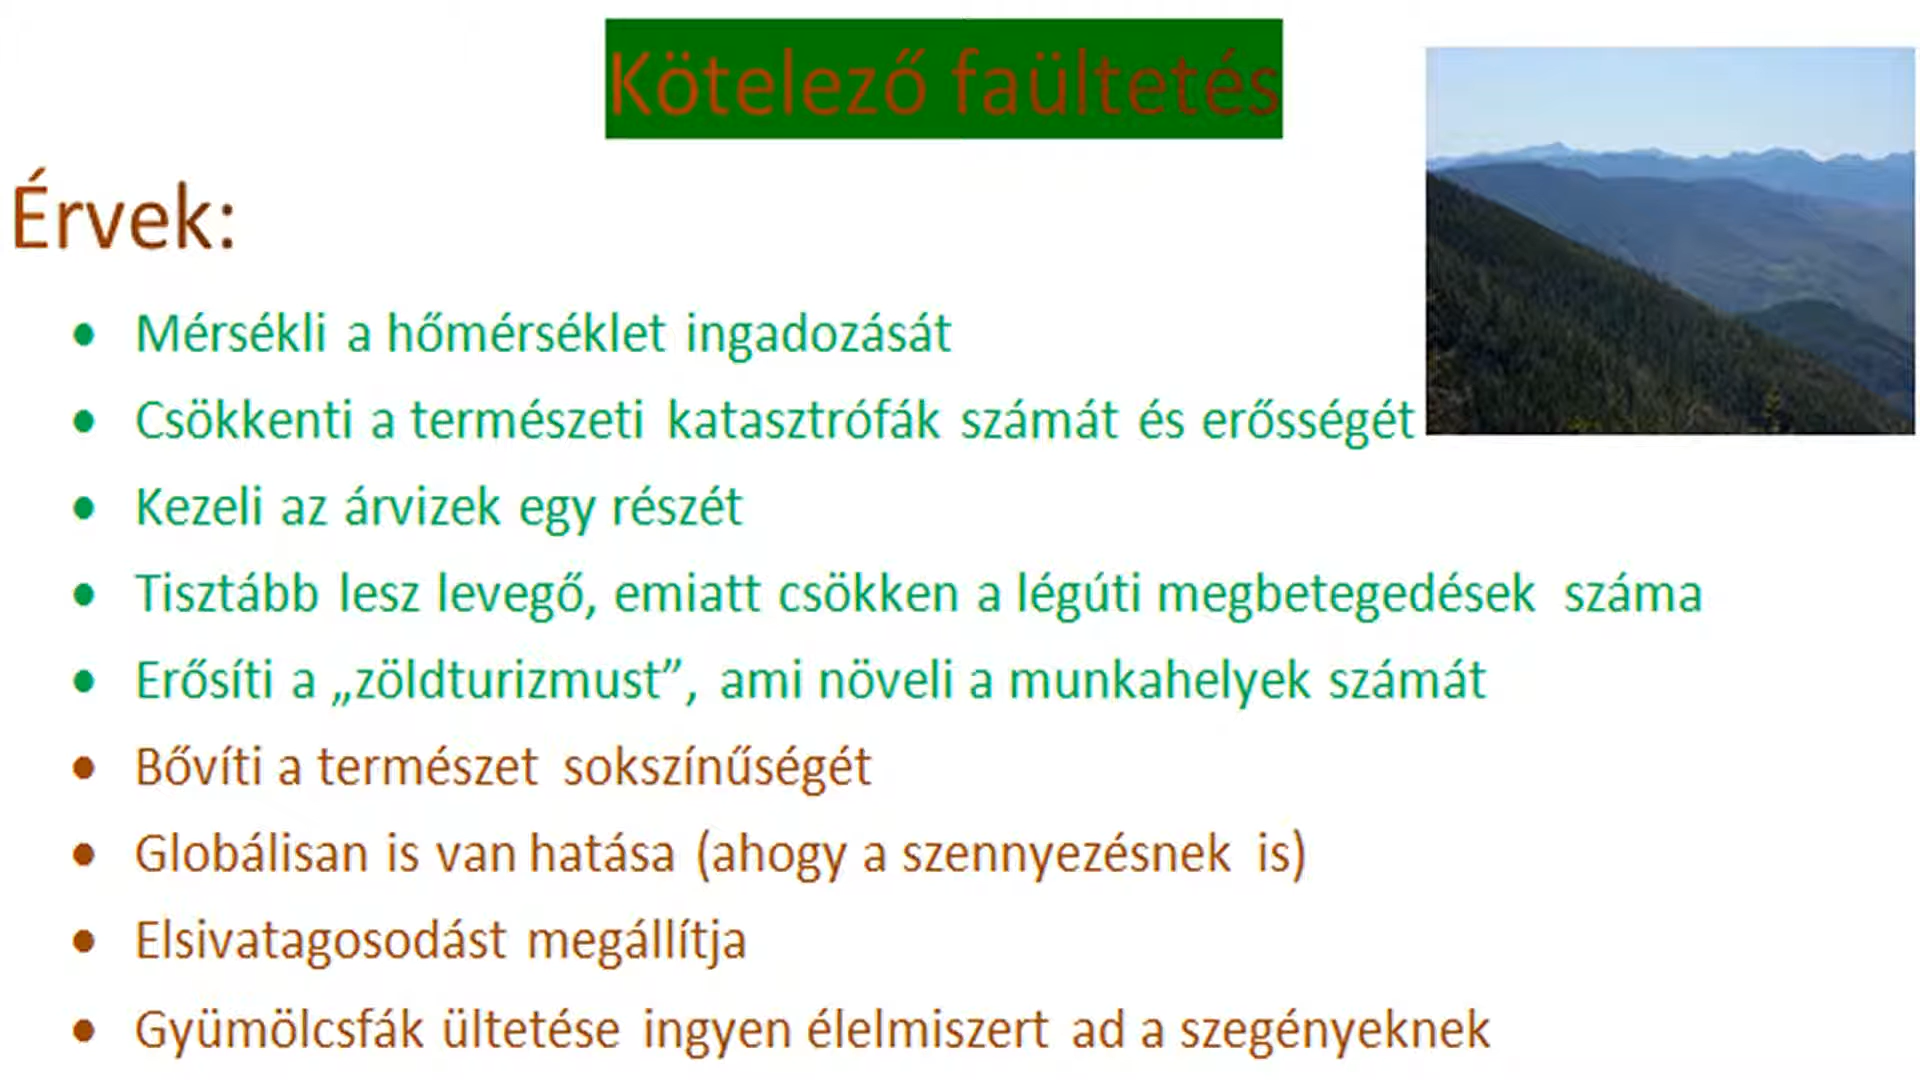 Kötelező faültetés
Érvek:
• Mérsékli a hőmérséklet ingadozását
• Csökkenti a természeti katasztrófák számát és erősségét
• Kezeli az árvizek egy részét
• Tisztább lesz levegő, emiatt csökken a légúti megbetegedések száma
• Erősíti a „zöldturizmust”, ami növeli a munkahelyek számát
• Bővíti a természet sokszínűségét
• Globálisan is van hatása (ahogy a szennyezésnek is)
• Elsivatagosodást megállítja
• Gyümölcsfák ültetése ingyen élelmiszert ad a szegényeknek